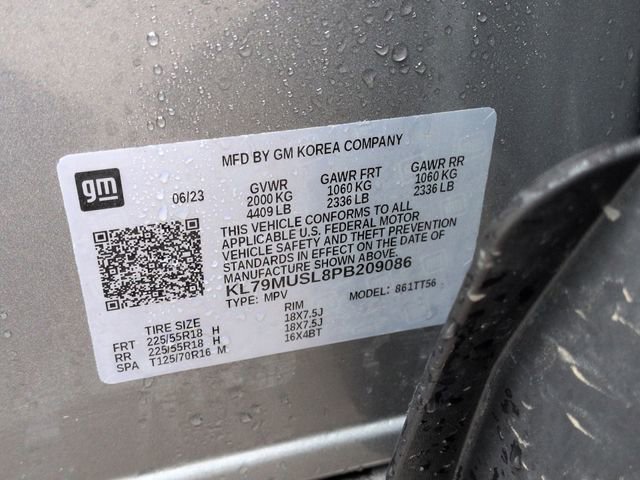 MFD BY GM KOREA COMPANY
gm
06/23
GVWR GAWR FRT GAWR RR
2000 KG 1060 KG 1060 KG
4409 LB 2336 LB 2336 LB
THIS VEHICLE CONFORMS TO ALL
APPLICABLE U.S. FEDERAL MOTOR
VEHICLE SAFETY AND THEFT PREVENTION
STANDARDS IN EFFECT ON THE DATE OF
MANUFACTURE SHOWN ABOVE.
KL79MUSL8PB209086
TYPE: MPV MODEL: 861TT56
TIRE SIZE RIM
FRT 225/55R18 H 18X7.5J
RR 225/55R18 H 18X7.5J
SPA T125/70R16 M 16X4BT